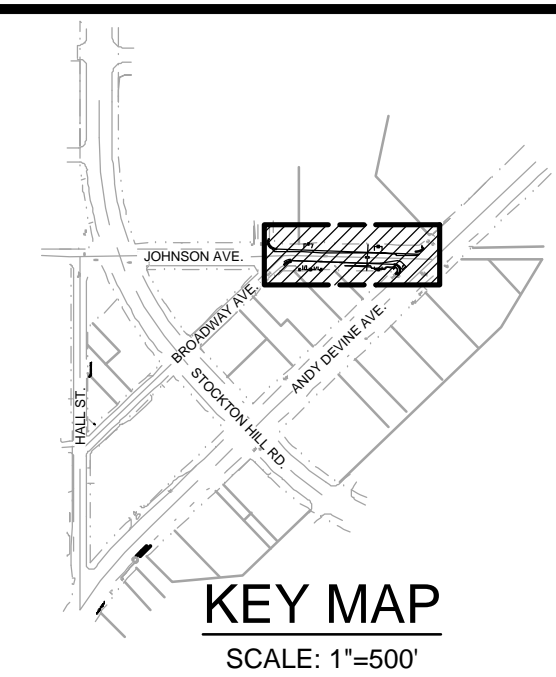 JOHNSON AVE.
BROADWAY AVE.
ANDY DEVINE AVE.
STOCKTON HILL RD.
HALL ST.
KEY MAP
SCALE: 1"=500'